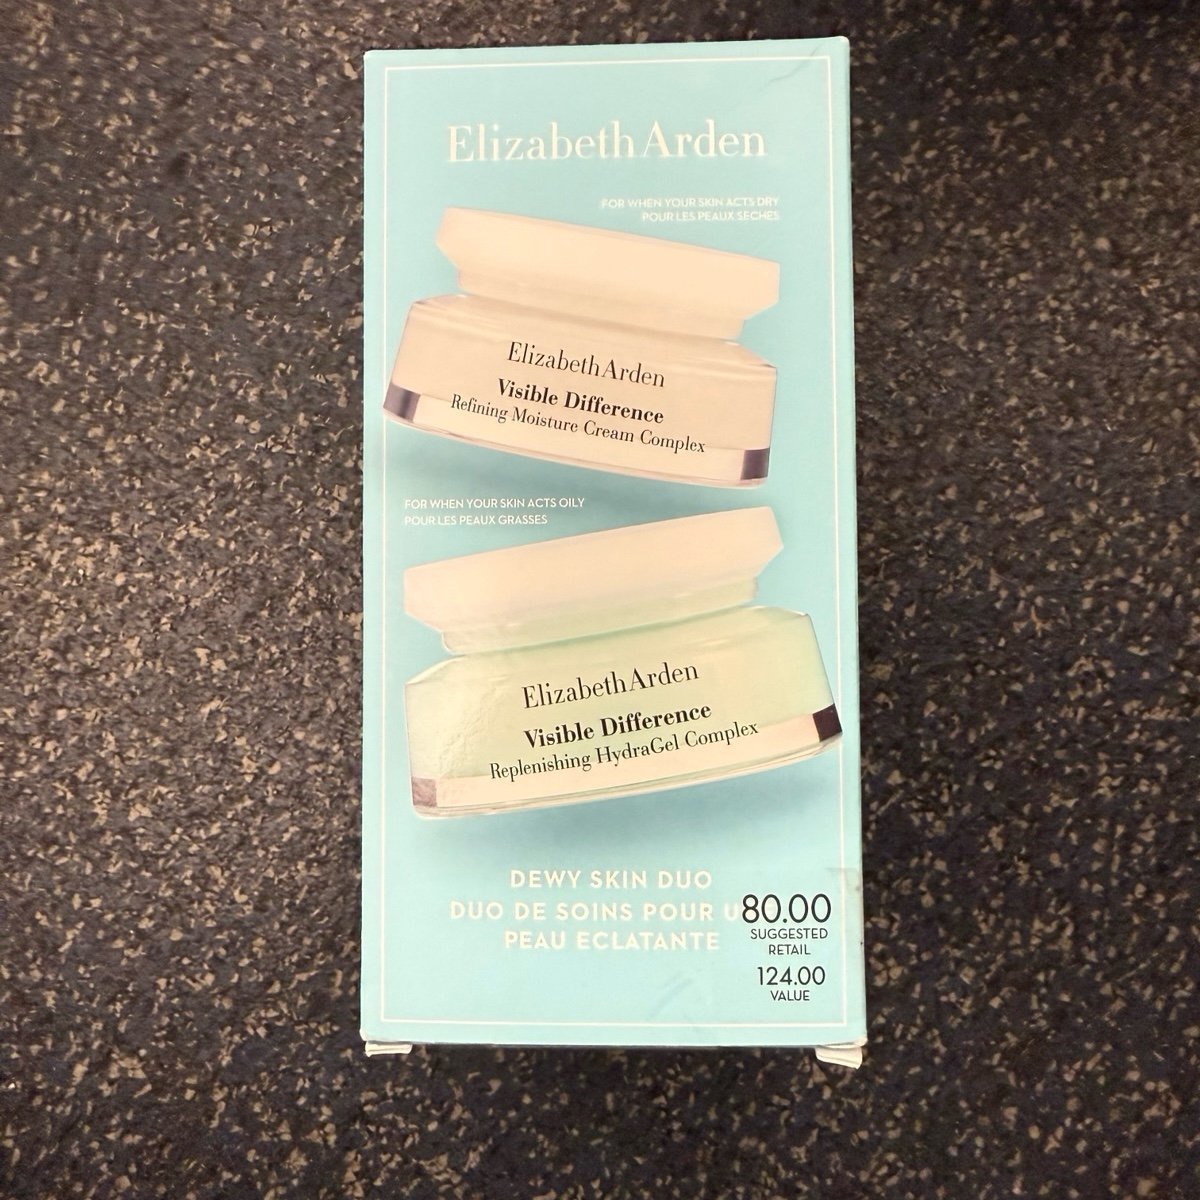 Elizabeth Arden
FOR WHEN YOUR SKIN ACTS DRY
POUR LES PEAUX SECHES
Elizabeth Arden
Visible Difference
Refining Moisture Cream Complex
FOR WHEN YOUR SKIN ACTS OILY
POUR LES PEAUX GRASSES
Elizabeth Arden
Visible Difference
Replenishing HydraGel Complex
DEWY SKIN DUO
DUO DE SOINS POUR
PEAU ECLATANTE
80.00
SUGGESTED
RETAIL
124.00
VALUE